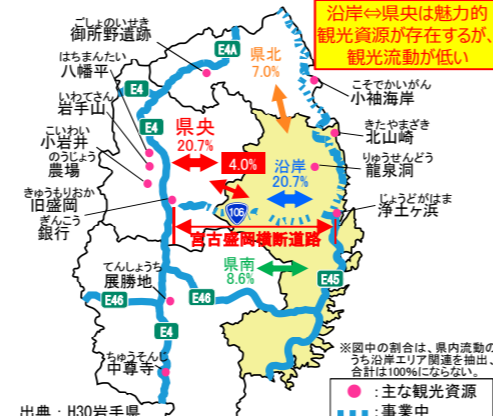 沿岸⇔県央は魅力的
観光資源が存在するが、
観光流動が低い
ごしょのいせき
御所野遺跡
E4A
県北
7.0%
はちまんたい
八幡平
E4
いわてさん
岩手山
E4
こいわい
小岩井
のうじょう
農場
きゅうもりおか
旧盛岡
ぎんこう
銀行
県央
20.7%
4.0%
沿岸
20.7%
こそでかいがん
小袖海岸
きたやまざき
北山崎
りゅうせんどう
龍泉洞
じょうどがはま
浄土ヶ浜
106
宮古盛岡横断道路
県南
8.6%
E45
てんしょうち
展勝地
E46
E46
E4
ちゅうそんじ
中尊寺
※図中の割合は、県内流動の
うち沿岸エリア関連を抽出、
合計は100%にならない。
:主な観光資源
:事業中
出典:H30岩手県